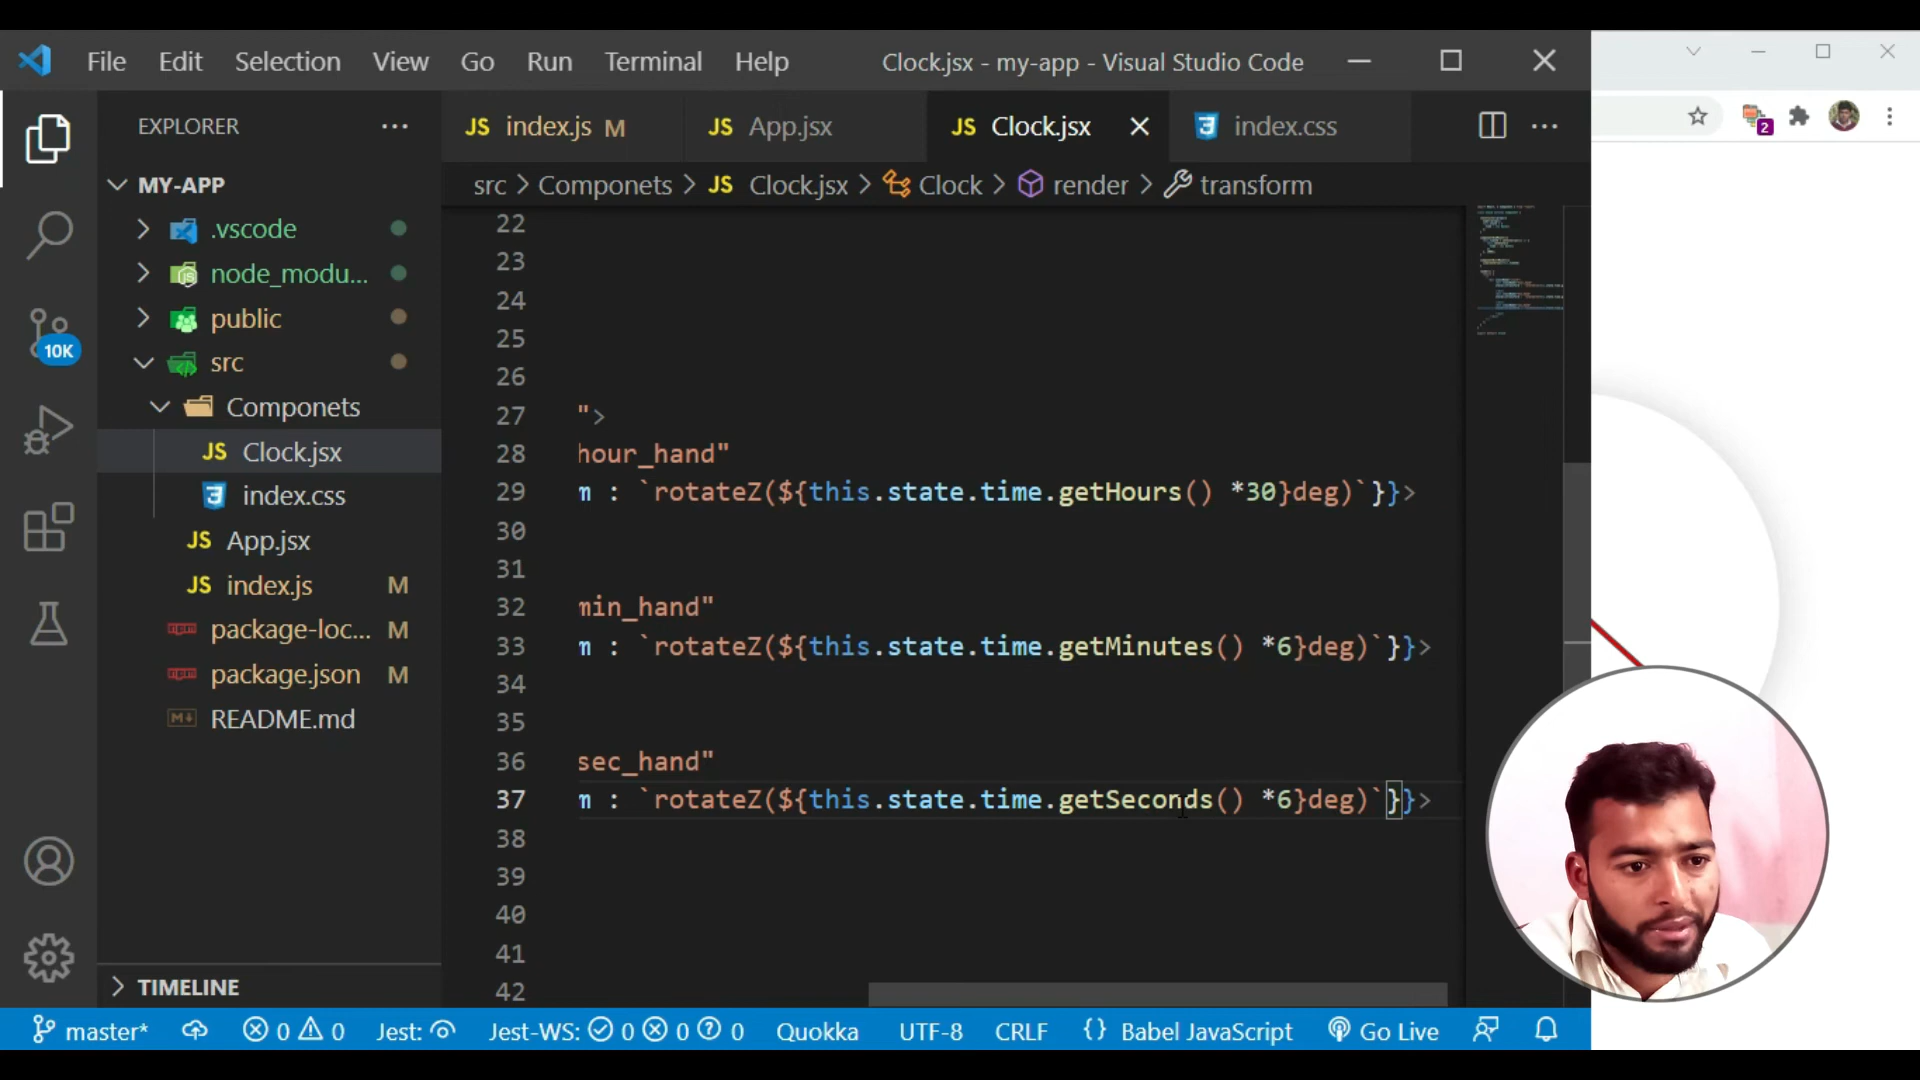 File Edit Selection View Go Run Terminal Help Clock.jsx - my-app - Visual Studio Code
EXPLORER
JS index.js M JS App.jsx JS Clock.jsx index.css
2
MY-APP
src > Componets > JS Clock.jsx > Clock > render > transform
.vscode
node_modu...
public
src
Componets
JS Clock.jsx
index.css
JS App.jsx
JS index.js M
package-loc... M
package.json M
README.md
10K
TIMELINE
22
23
24
25
26
27 ">
28 hour_hand"
29 m : `rotateZ(${this.state.time.getHours() *30}deg)`}}>
30
31
32 min_hand"
33 m : `rotateZ(${this.state.time.getMinutes() *6}deg)`}}>
34
35
36 sec_hand"
37 m : `rotateZ(${this.state.time.getSeconds() *6}deg)`}}>
38
39
40
41
42
master* 0 0 Jest: Jest-WS: 0 0 0 Quokka UTF-8 CRLF {} Babel JavaScript Go Live